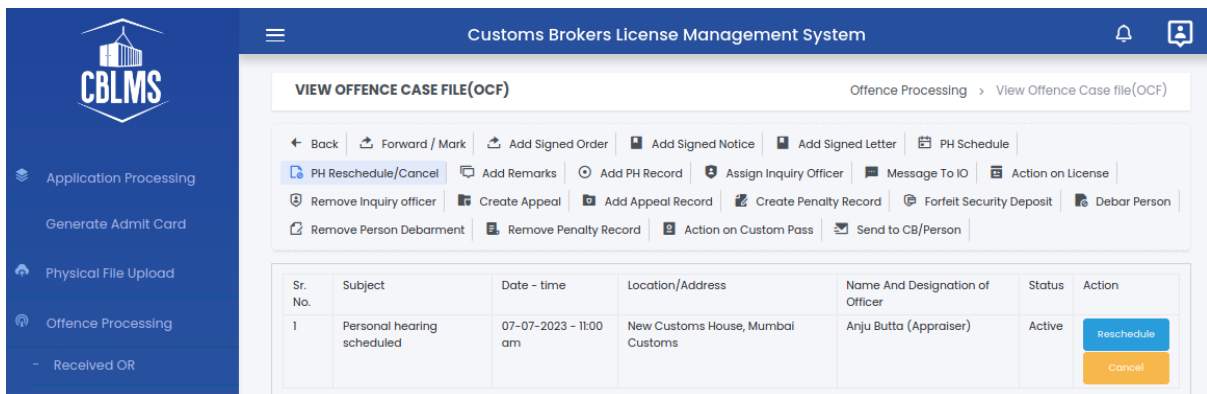 CBLMS
Application Processing
Generate Admit Card
Physical File Upload
Offence Processing
- Received OR
Customs Brokers License Management System
VIEW OFFENCE CASE FILE(OCF)
Offence Processing > View Offence Case file(OCF)
Back Forward / Mark Add Signed Order Add Signed Notice Add Signed Letter PH Schedule
PH Reschedule/Cancel Add Remarks Add PH Record Assign Inquiry Officer Message To IO Action on License
Remove Inquiry officer Create Appeal Add Appeal Record Create Penalty Record Forfeit Security Deposit Debar Person
Remove Person Debarment Remove Penalty Record Action on Custom Pass Send to CB/Person
Sr. Subject Date - time Location/Address Name And Designation of Status Action
No. Officer
1 Personal hearing 07-07-2023 - 11:00 New Customs House, Mumbai Anju Butta (Appraiser) Active Reschedule
scheduled am Customs
Cancel